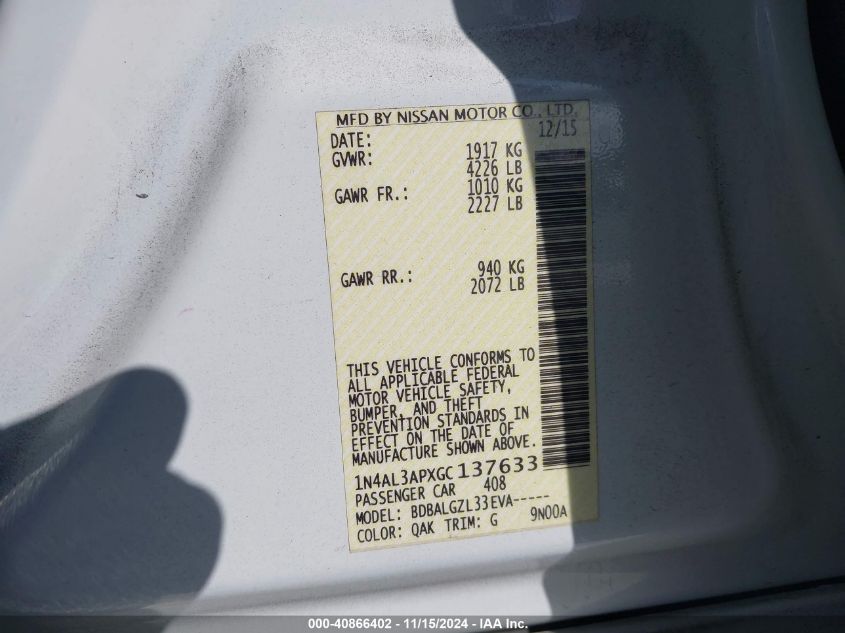 MFD BY NISSAN MOTOR CO., LTD.
DATE: 12/15
GVWR: 1917 KG
4226 LB
GAWR FR.: 1010 KG
2227 LB
GAWR RR.: 940 KG
2072 LB
THIS VEHICLE CONFORMS TO
ALL APPLICABLE FEDERAL
MOTOR VEHICLE SAFETY,
BUMPER, AND THEFT
PREVENTION STANDARDS IN
EFFECT ON THE DATE OF
MANUFACTURE SHOWN ABOVE.
1N4AL3APXGC137633
PASSENGER CAR 408
MODEL: BDBALGZL33EVA-----
COLOR: QAK TRIM: G 9N00A
000-40866402 - 11/15/2024 - IAA Inc.